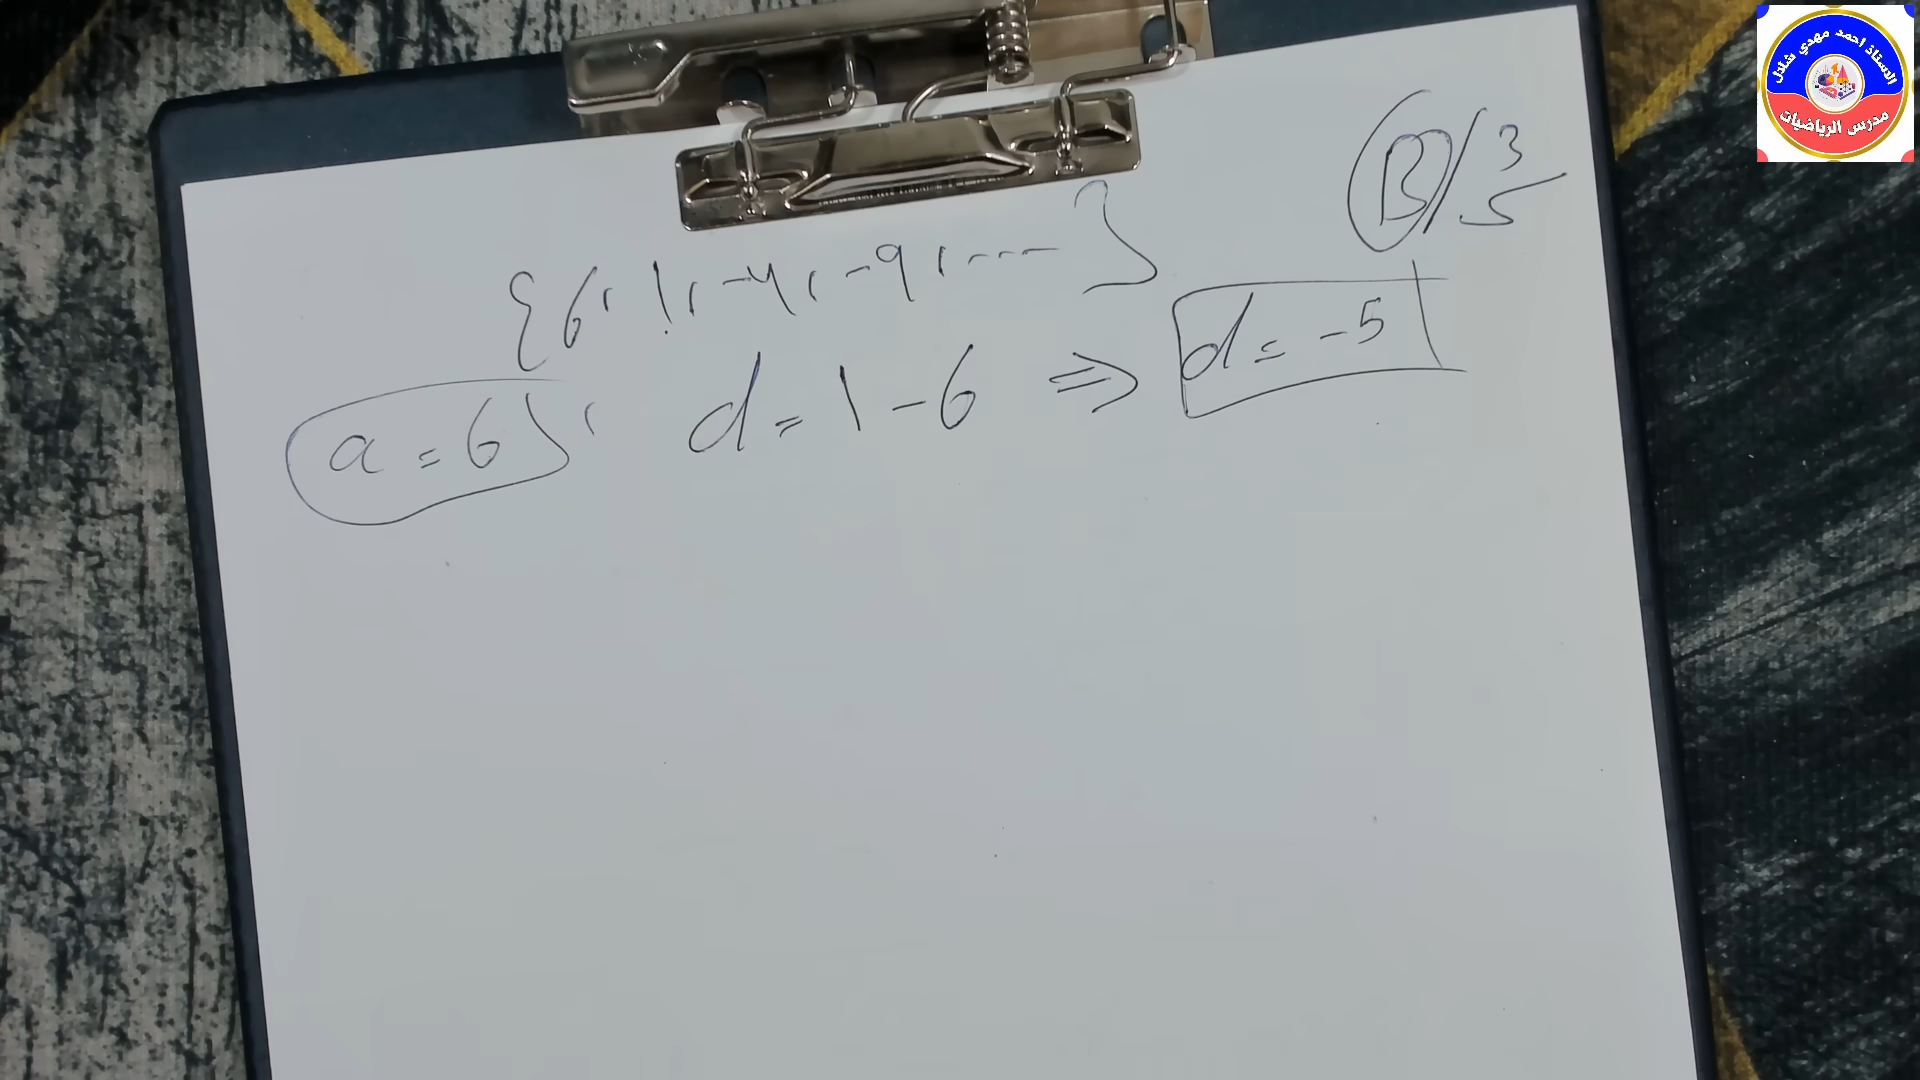 الاستاذ احمد مهدي شلال
مدرس الرياضيات
B / 3
5
{6, 1, -4, -9, ---- }
a = 6, d = 1 - 6 ⇒ d = -5